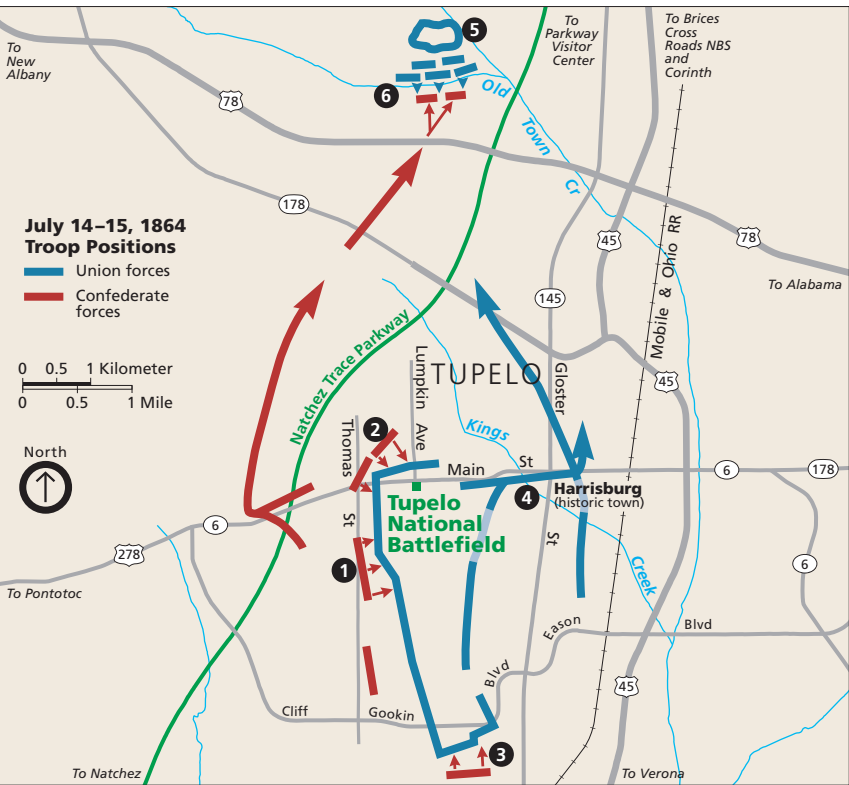 5
To
Parkway
Visitor
Center
To Brices
Cross
Roads NBS
and
Corinth
To
New
Albany
6
Old
Town
Cr
78
178
45
78
July 14–15, 1864
Troop Positions
Union forces
Confederate
forces
To Alabama
145
Mobile & Ohio RR
Natchez Trace Parkway
0 0.5 1 Kilometer
0 0.5 1 Mile
TUPELO
Lumpkin Ave
Gloster St
45
North
Thomas St
2
Kings
Creek
Main St
6
178
Tupelo
National
Battlefield
4
Harrisburg
(historic town)
6
278
1
6
To Pontotoc
Eason Blvd
Blvd
45
Cliff Gookin
3
To Natchez
To Verona